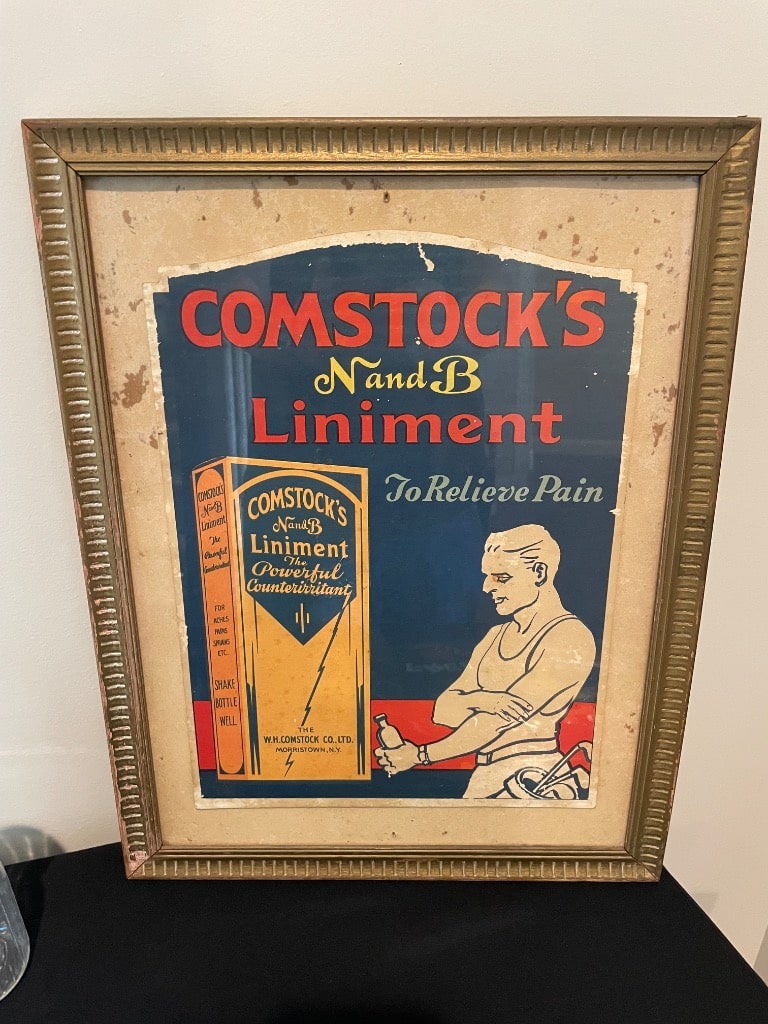 COMSTOCK'S
N and B
Liniment
To Relieve Pain
COMSTOCK'S
N and B
Liniment
The
Powerful
Counterirritant
FOR
ACHES
PAINS
SPRAINS
ETC.
SHAKE
BOTTLE
WELL
COMSTOCK'S
N and B
Liniment
The
Powerful
Counterirritant
THE
W.H. COMSTOCK CO., LTD.
MORRISTOWN, N.Y.